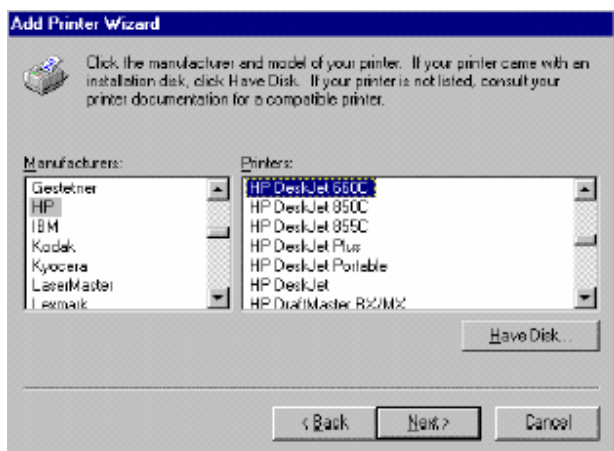 Add Printer Wizard
Click the manufacturer and model of your printer. If your printer came with an
installation disk, click Have Disk. If your printer is not listed, consult your
printer documentation for a compatible printer.
Manufacturers:
Printers:
Gestetner
HP
IBM
Kodak
Kyocera
LaserMaster
Lexmark
HP DeskJet 660C
HP DeskJet 850C
HP DeskJet 855C
HP DeskJet Plus
HP DeskJet Portable
HP DeskJet
HP DraftMaster RX/MX
Have Disk...
< Back
Next >
Cancel